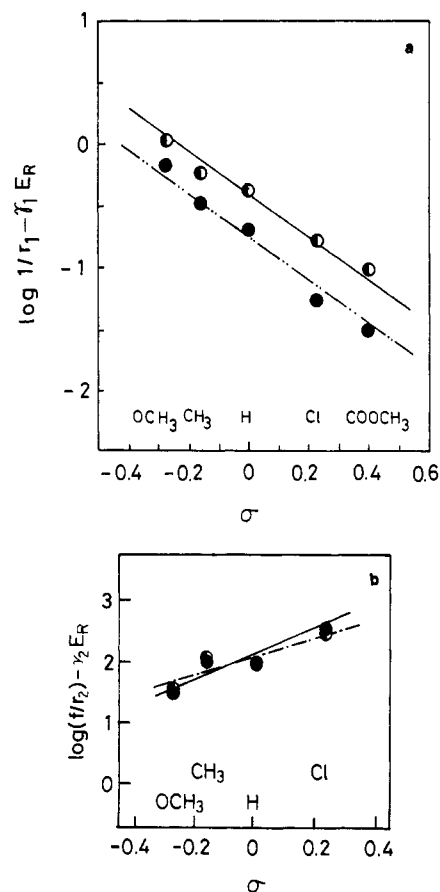 a
log 1/r₁ – γ₁ E_R
1
0
-1
-2
OCH₃ CH₃ H Cl COOCH₃
-0.4 -0.2 0 0.2 0.4 0.6
σ
b
log(f/r₂) – γ₂ E_R
3
2
1
0
CH₃ Cl
OCH₃ H
-0.4 -0.2 0 0.2 0.4
σ